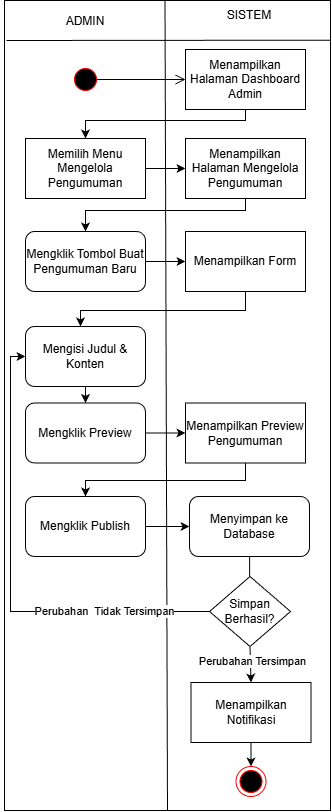 ADMIN
SISTEM
Menampilkan
Halaman Dashboard
Admin
Memilih Menu
Mengelola
Pengumuman
Menampilkan
Halaman Mengelola
Pengumuman
Mengklik Tombol Buat
Pengumuman Baru
Menampilkan Form
Mengisi Judul &
Konten
Mengklik Preview
Menampilkan Preview
Pengumuman
Mengklik Publish
Menyimpan ke
Database
Simpan
Berhasil?
Perubahan Tidak Tersimpan
Perubahan Tersimpan
Menampilkan
Notifikasi